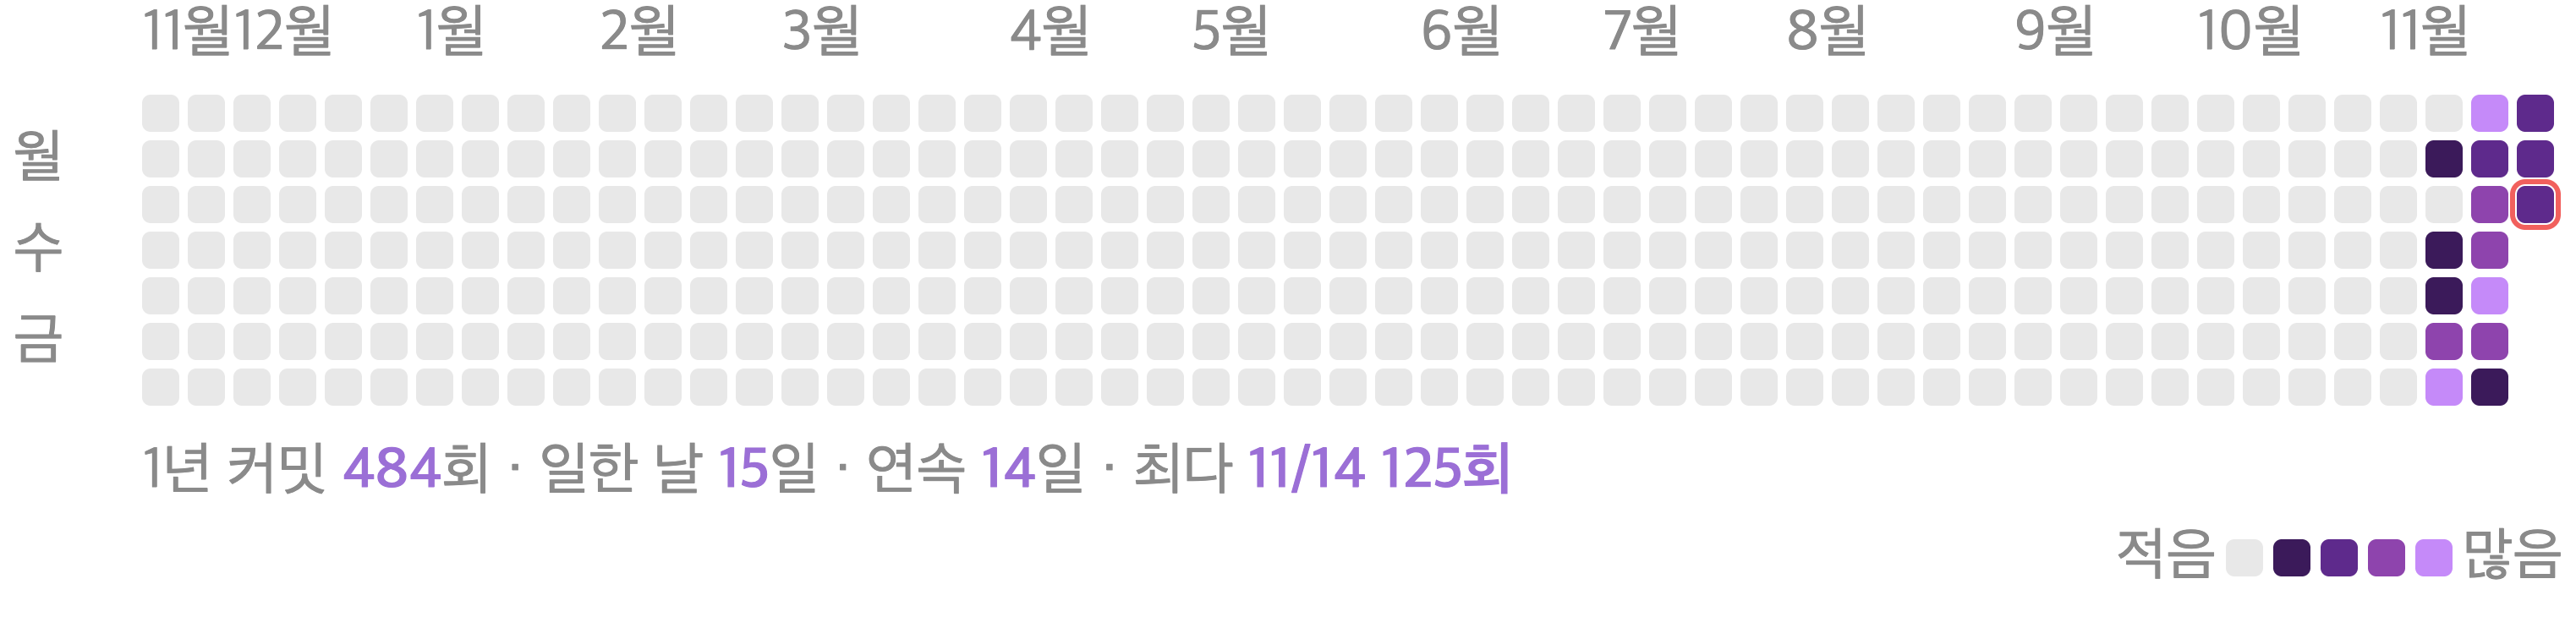 11월 12월 1월 2월 3월 4월 5월 6월 7월 8월 9월 10월 11월
월
수
금
1년 커밋 484회 · 일한 날 15일 · 연속 14일 · 최다 11/14 125회
적음 많음